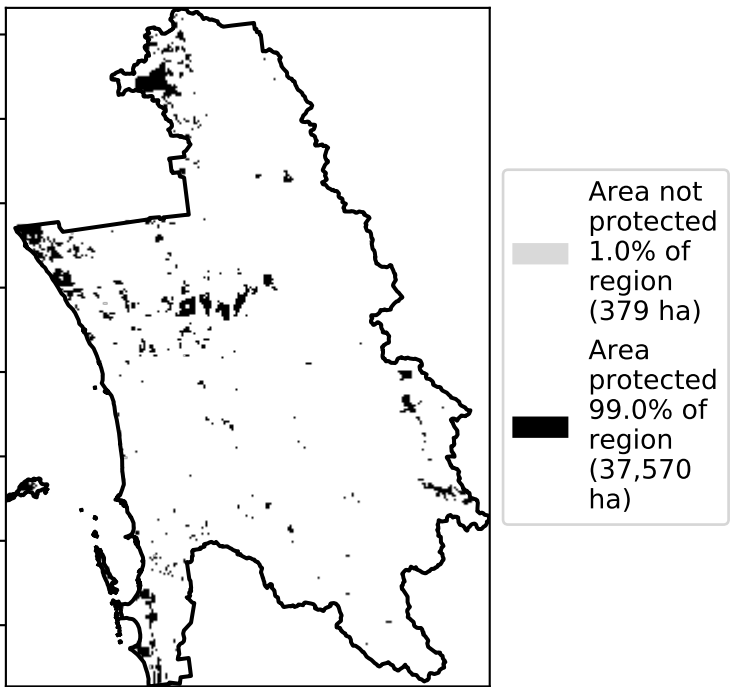 Area not
protected
1.0% of
region
(379 ha)
Area
protected
99.0% of
region
(37,570
ha)